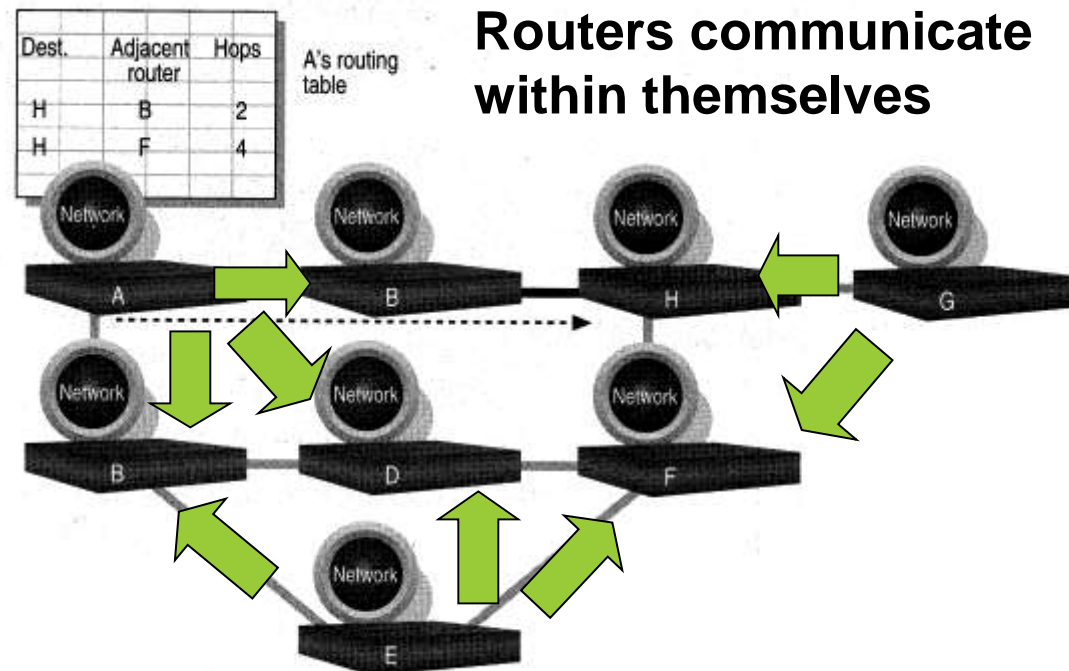 Routers communicate
within themselves
Dest. Adjacent router Hops
H B 2
H F 4
A's routing
table
Network Network Network Network
A B H G
Network Network Network
B D F
Network
E